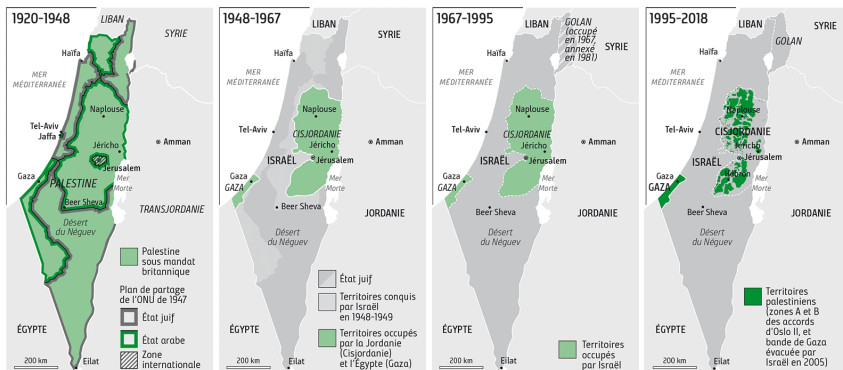 1920-1948
LIBAN
SYRIE
Haïfa
MER
MÉDITERRANÉE
Naplouse
Tel-Aviv
Jaffa
Amman
Jéricho
Jérusalem
Gaza
PALESTINE
Mer
Morte
Beer Sheva
TRANSJORDANIE
Désert
du Néguev
Palestine
sous mandat
britannique
Plan de partage
de l'ONU de 1947
État juif
État arabe
Zone
internationale
ÉGYPTE
200 km
Eilat
1948-1967
LIBAN
SYRIE
Haïfa
MER
MÉDITERRANÉE
Naplouse
CISJORDANIE
Tel-Aviv
Amman
Jéricho
ISRAËL
Jérusalem
Gaza
GAZA
Mer
Morte
Beer Sheva
JORDANIE
Désert
du Néguev
État juif
Territoires conquis
par Israël
en 1948-1949
Territoires occupés
par la Jordanie
(Cisjordanie)
et l'Égypte (Gaza)
ÉGYPTE
200 km
Eilat
1967-1995
LIBAN
GOLAN
(occupé
en 1967,
annexé
en 1981)
SYRIE
Haïfa
MER
MÉDITERRANÉE
Naplouse
CISJORDANIE
Tel-Aviv
Amman
Jéricho
ISRAËL
Jérusalem
Gaza
GAZA
Mer
Morte
Beer Sheva
JORDANIE
Désert
du Néguev
ÉGYPTE
Territoires
occupés
par Israël
200 km
Eilat
1995-2018
LIBAN
SYRIE
GOLAN
Haïfa
MER
MÉDITERRANÉE
Naplouse
Tel-Aviv
CISJORDANIE
Amman
Jéricho
ISRAËL
Jérusalem
Hébron
Gaza
GAZA
Mer
Morte
Beer Sheva
JORDANIE
Désert
du Néguev
Territoires
palestiniens
(zones A et B
des accords
d'Oslo II, et
bande de Gaza
évacuée par
Israël en 2005)
ÉGYPTE
200 km
Eilat